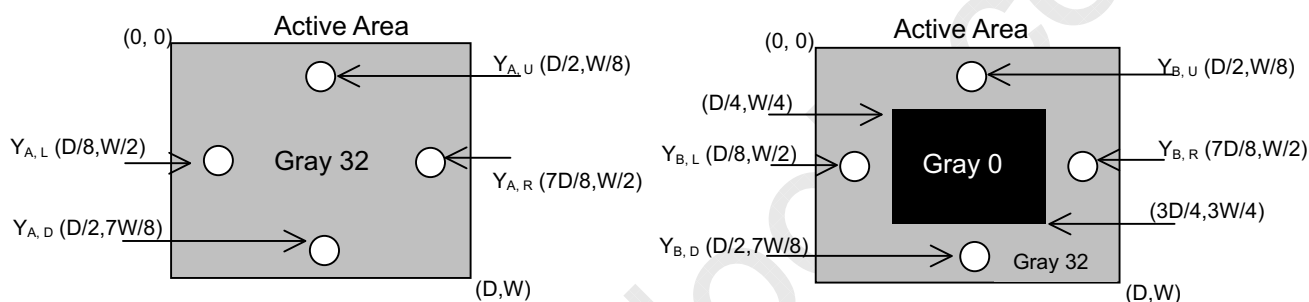 Active Area
(0, 0)
Y_A, U (D/2,W/8)
Y_A, L (D/8,W/2)
Gray 32
Y_A, R (7D/8,W/2)
Y_A, D (D/2,7W/8)
(D,W)
Active Area
(0, 0)
Y_B, U (D/2,W/8)
(D/4,W/4)
Y_B, L (D/8,W/2)
Gray 0
Y_B, R (7D/8,W/2)
(3D/4,3W/4)
Y_B, D (D/2,7W/8)
Gray 32
(D,W)